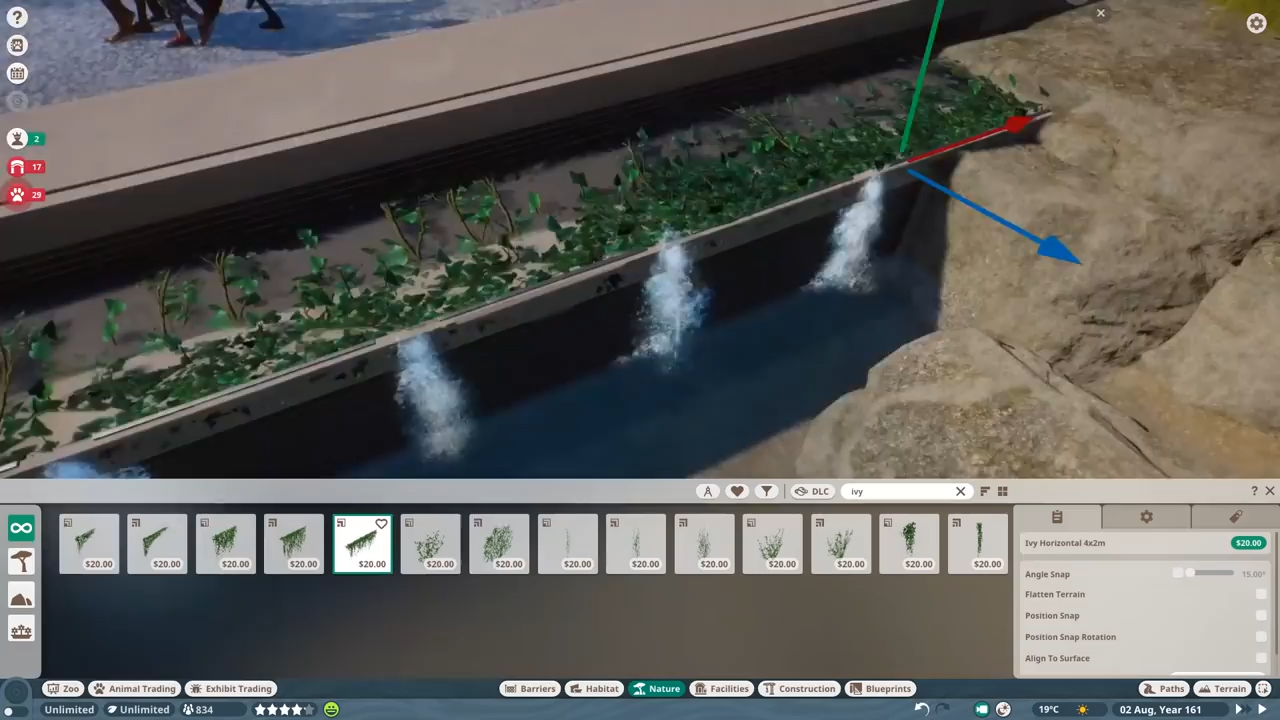 ?
2
17
29
DLC
ivy
?
$20.00
$20.00
$20.00
$20.00
$20.00
$20.00
$20.00
$20.00
$20.00
$20.00
$20.00
$20.00
$20.00
$20.00
Ivy Horizontal 4x2m
$20.00
Angle Snap
15.00°
Flatten Terrain
Position Snap
Position Snap Rotation
Align To Surface
Zoo
Animal Trading
Exhibit Trading
Barriers
Habitat
Nature
Facilities
Construction
Blueprints
Paths
Terrain
Unlimited
Unlimited
834
19°C
02 Aug, Year 161